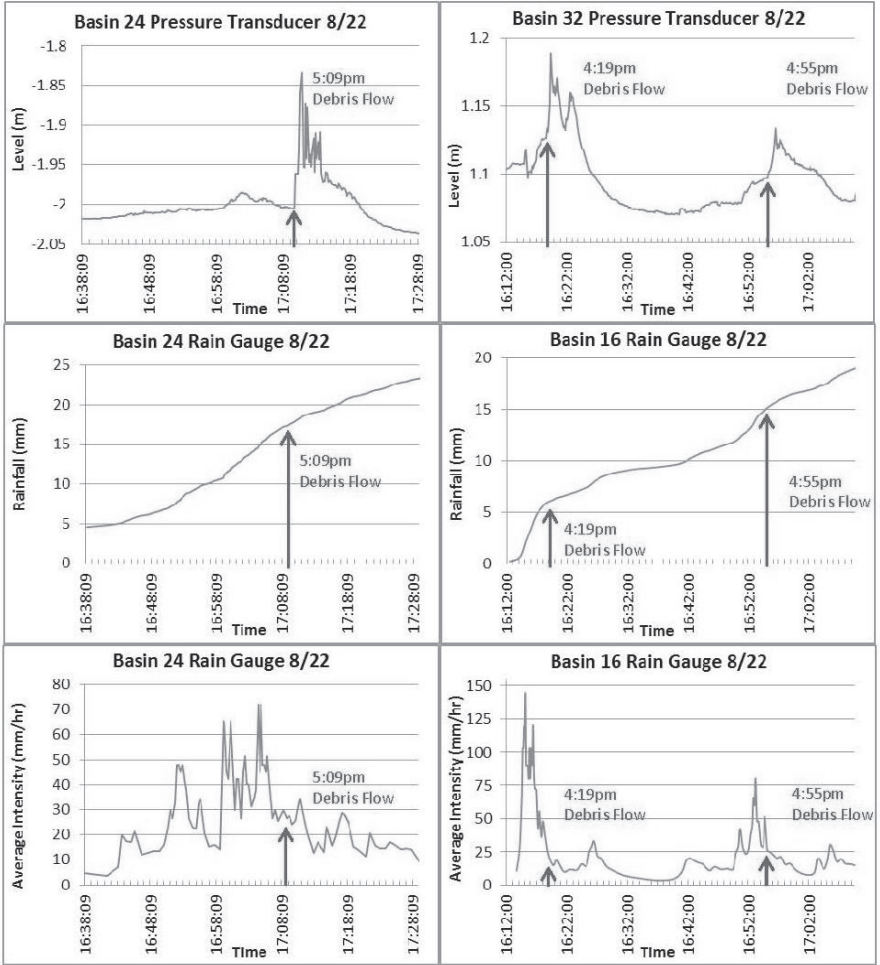 Basin 24 Pressure Transducer 8/22
Level (m)
-1.8
-1.85
-1.9
-1.95
-2
-2.05
5:09pm
Debris Flow
16:38:09
16:48:09
16:58:09
17:08:09
17:18:09
17:28:09
Time
Basin 32 Pressure Transducer 8/22
Level (m)
1.2
1.15
1.1
1.05
4:19pm
Debris Flow
4:55pm
Debris Flow
16:12:00
16:22:00
16:32:00
16:42:00
16:52:00
17:02:00
Time
Basin 24 Rain Gauge 8/22
Rainfall (mm)
25
20
15
10
5
0
5:09pm
Debris Flow
16:38:09
16:48:09
16:58:09
17:08:09
17:18:09
17:28:09
Time
Basin 16 Rain Gauge 8/22
Rainfall (mm)
20
15
10
5
0
4:19pm
Debris Flow
4:55pm
Debris Flow
16:12:00
16:22:00
16:32:00
16:42:00
16:52:00
17:02:00
Time
Basin 24 Rain Gauge 8/22
Average Intensity (mm/hr)
80
70
60
50
40
30
20
10
0
5:09pm
Debris Flow
16:38:09
16:48:09
16:58:09
17:08:09
17:18:09
17:28:09
Time
Basin 16 Rain Gauge 8/22
Average Intensity (mm/hr)
150
125
100
75
50
25
0
4:19pm
Debris Flow
4:55pm
Debris Flow
16:12:00
16:22:00
16:32:00
16:42:00
16:52:00
17:02:00
Time